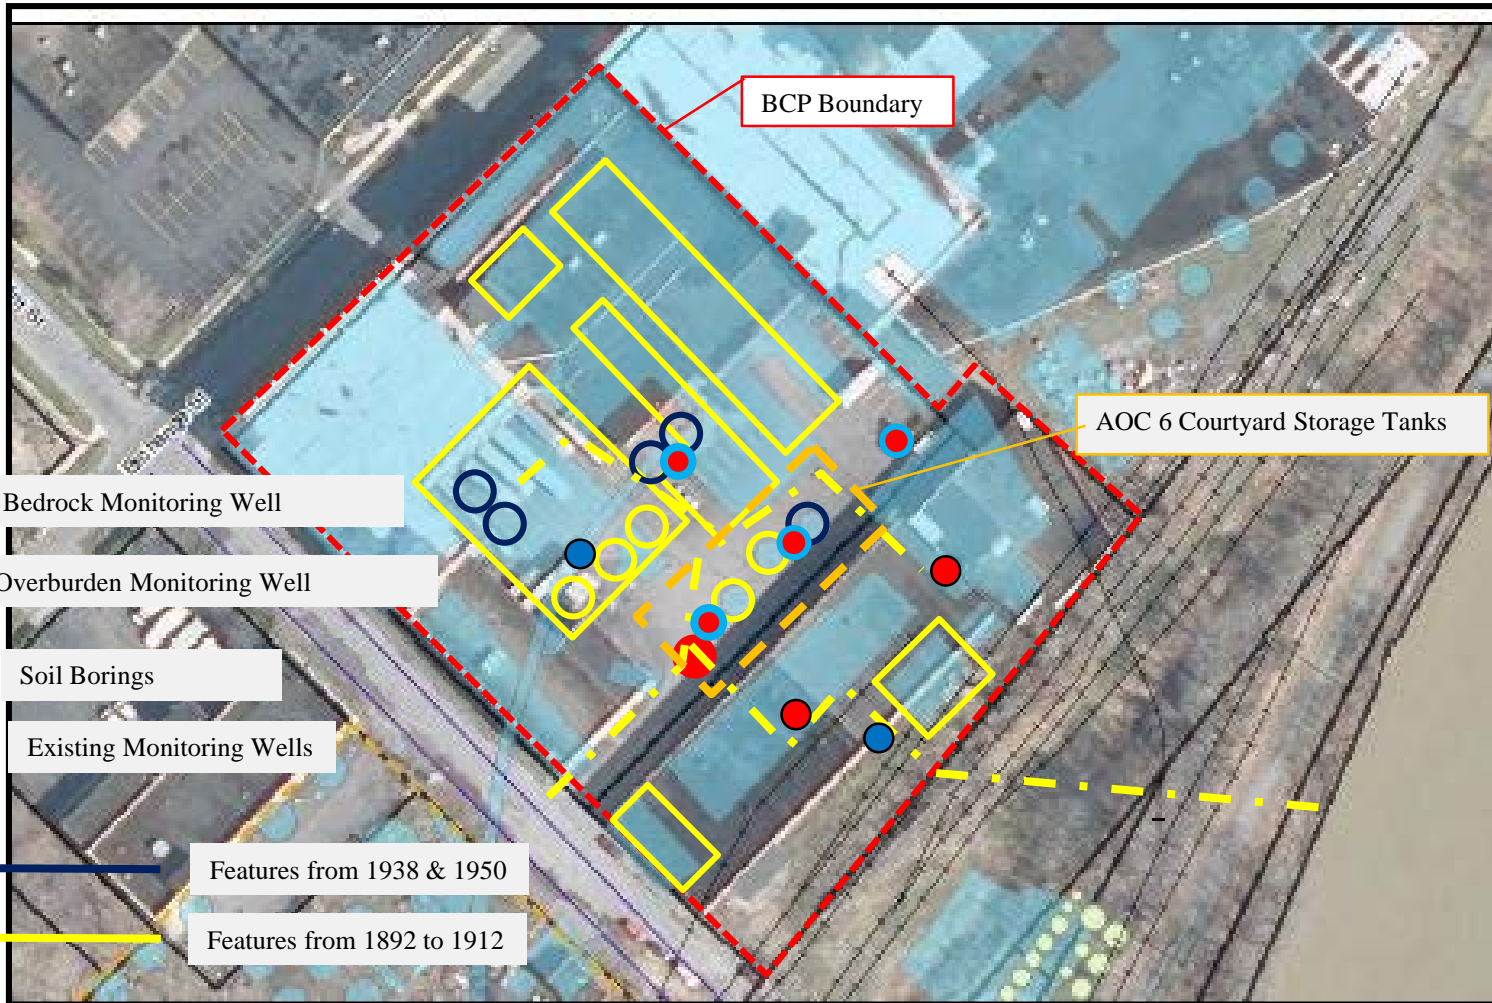 BCP Boundary
AOC 6 Courtyard Storage Tanks
Bedrock Monitoring Well
Overburden Monitoring Well
Soil Borings
Existing Monitoring Wells
Features from 1938 & 1950
Features from 1892 to 1912